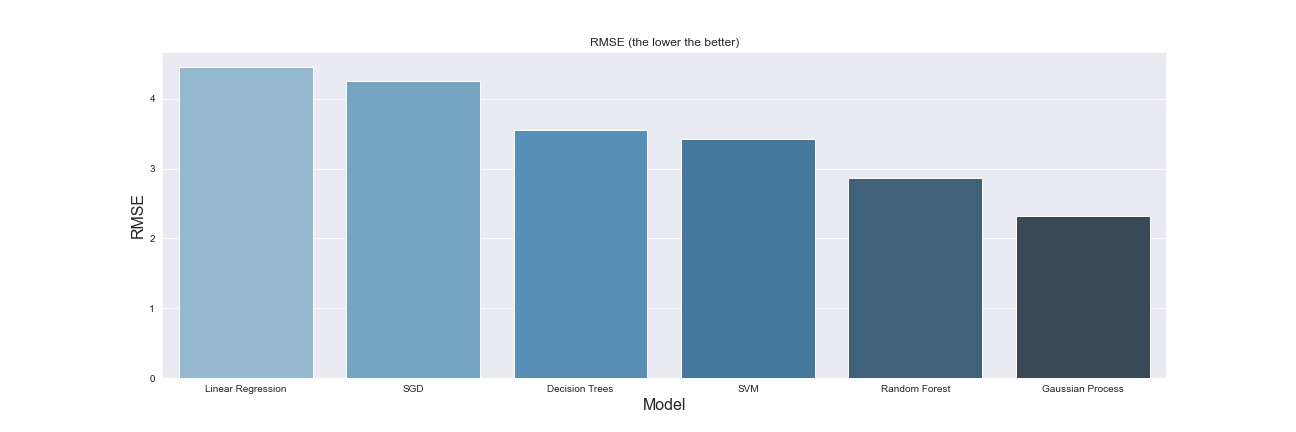 RMSE (the lower the better)
RMSE
4
3
2
1
0
Linear Regression
SGD
Decision Trees
SVM
Random Forest
Gaussian Process
Model